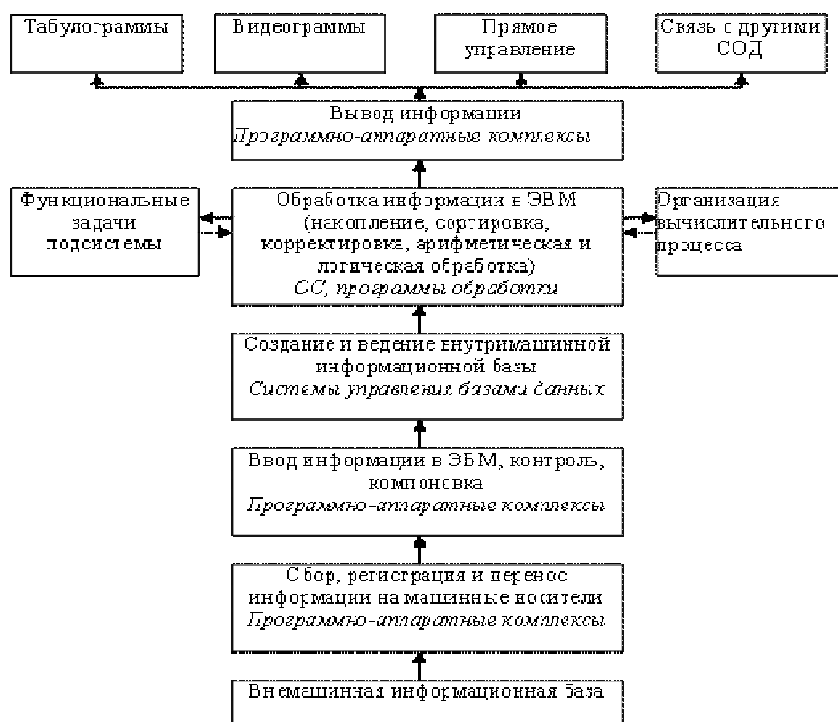 Табулограммы
Видеограммы
Прямое
управление
Связь с другими
СОД
Вывод информации
Программно-аппаратные комплексы
Функциональные
задачи
подсистемы
Обработка информации в ЭВМ
(накопление, сортировка,
корректировка, арифметическая и
логическая обработка)
ОС, программы обработки
Организация
вычислительного
процесса
Создание и ведение внутримашинной
информационной базы
Системы управления базами данных
Ввод информации в ЭВМ, контроль,
компоновка
Программно-аппаратные комплексы
Сбор, регистрация и перенос
информации на машинные носители
Программно-аппаратные комплексы
Внемашинная информационная база